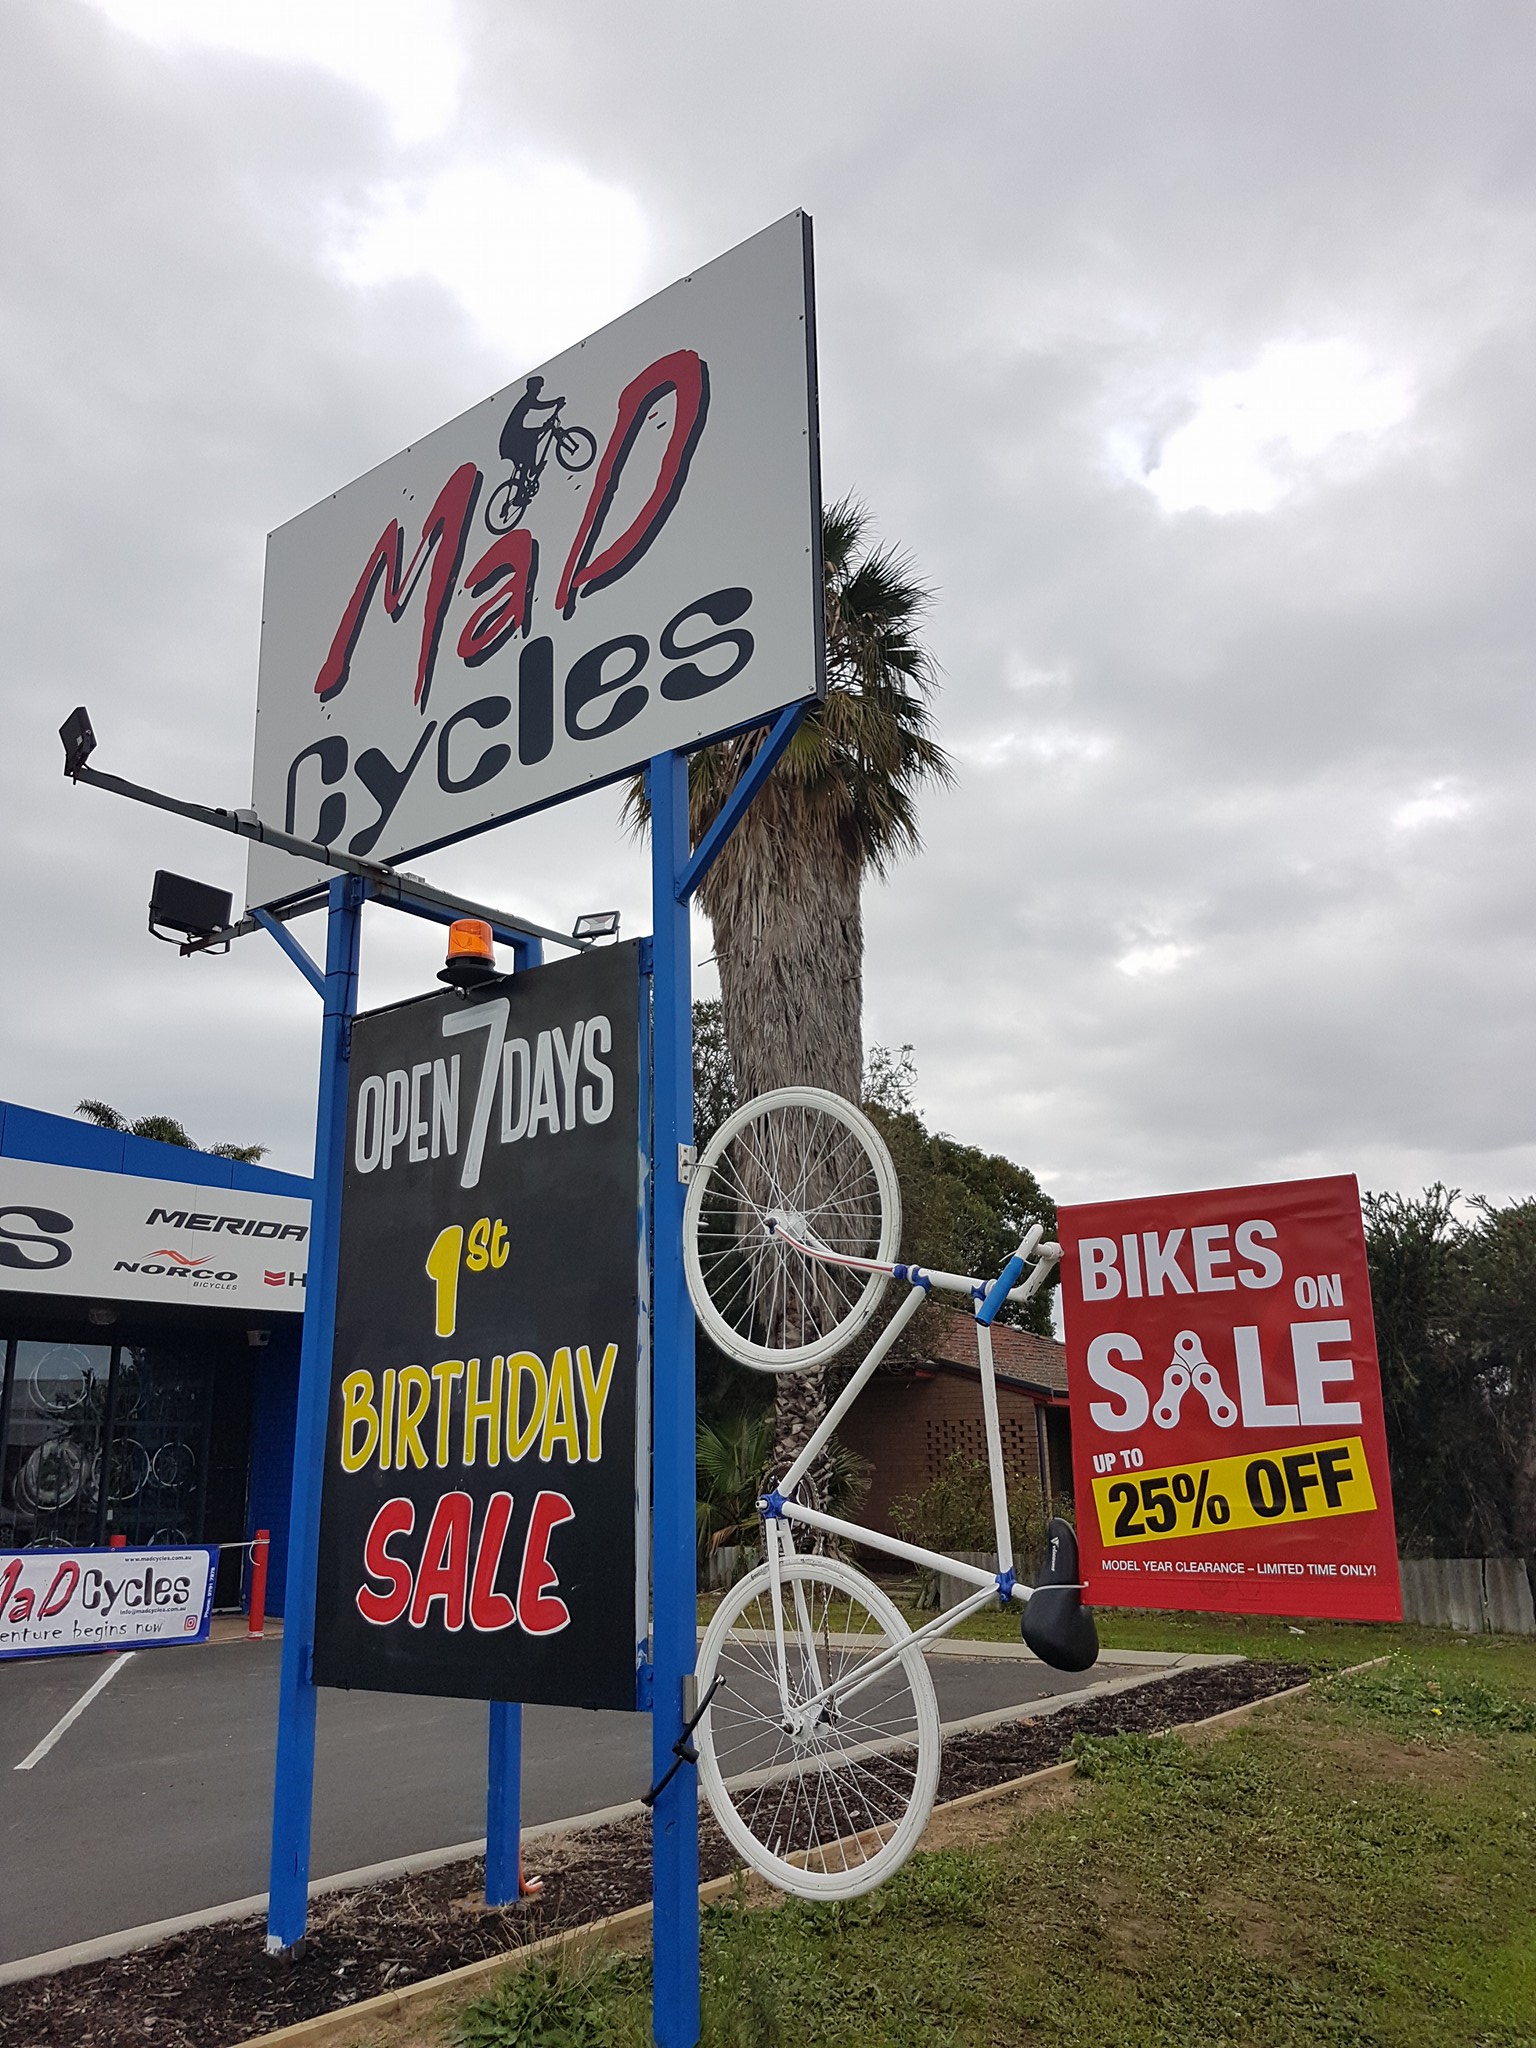 MaD
Cycles
OPEN 7 DAYS
1st
BIRTHDAY
SALE
BIKES ON
SALE
UP TO
25% OFF
MODEL YEAR CLEARANCE – LIMITED TIME ONLY!
S
MERIDA
NORCO
BICYCLES
H
www.madcycles.com.au
MaD Cycles
info@madcycles.com.au
enture begins now